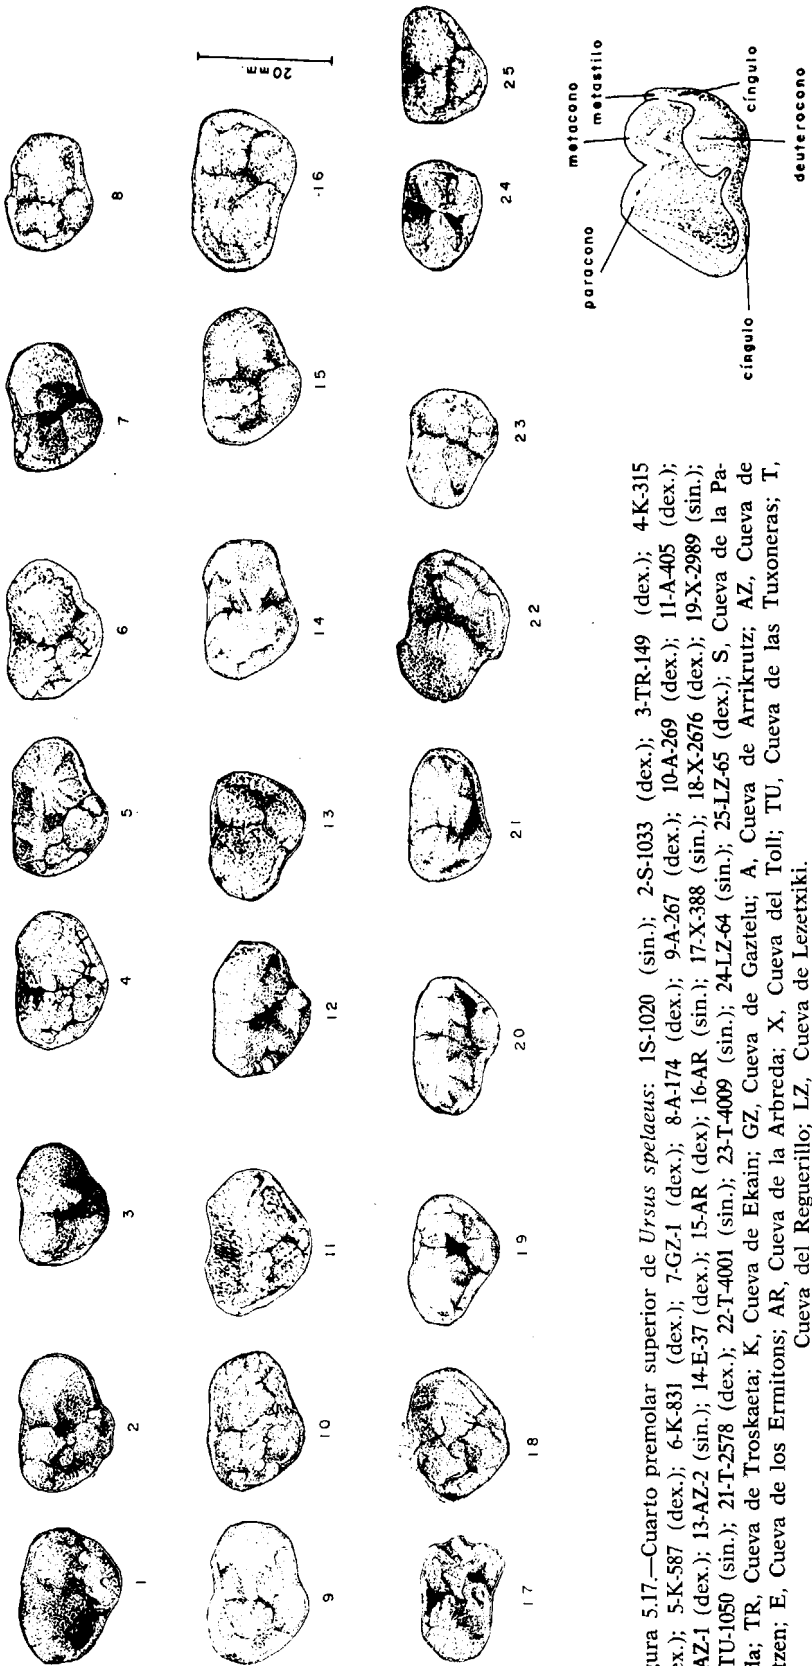 1 2 3 4 5 6 7 8
20 mm
9 10 11 12 13 14 15 16
17 18 19 20 21 22 23 24 25
metacono
metastilo
paracono
cíngulo
cíngulo
deuterocono
gura 5.17.—Cuarto premolar superior de Ursus spelaeus: 1S-1020 (sin.); 2-S-1033 (dex.); 3-TR-149 (dex.); 4-K-315
ex.); 5-K-587 (dex.); 6-K-831 (dex.); 7-GZ-1 (dex.); 8-A-174 (dex.); 9-A-267 (dex.); 10-A-269 (dex.); 11-A-405 (dex.);
AZ-1 (dex.); 13-AZ-2 (sin.); 14-E-37 (dex.); 15-AR (dex); 16-AR (sin.); 17-X-388 (sin.); 18-X-2676 (dex.); 19-X-2989 (sin.);
TU-1050 (sin.); 21-T-2578 (dex.); 22-T-4001 (sin.); 23-T-4009 (sin.); 24-LZ-64 (sin.); 25-LZ-65 (dex.); S, Cueva de la Pa-
la; TR, Cueva de Troskaeta; K, Cueva de Ekain; GZ, Cueva de Gaztelu; A, Cueva de Arrikrutz; AZ, Cueva de
tzen; E, Cueva de los Ermitons; AR, Cueva de la Arbreda; X, Cueva del Toll; TU, Cueva de las Tuxoneras; T,
Cueva del Reguerillo; LZ, Cueva de Lezetxiki.